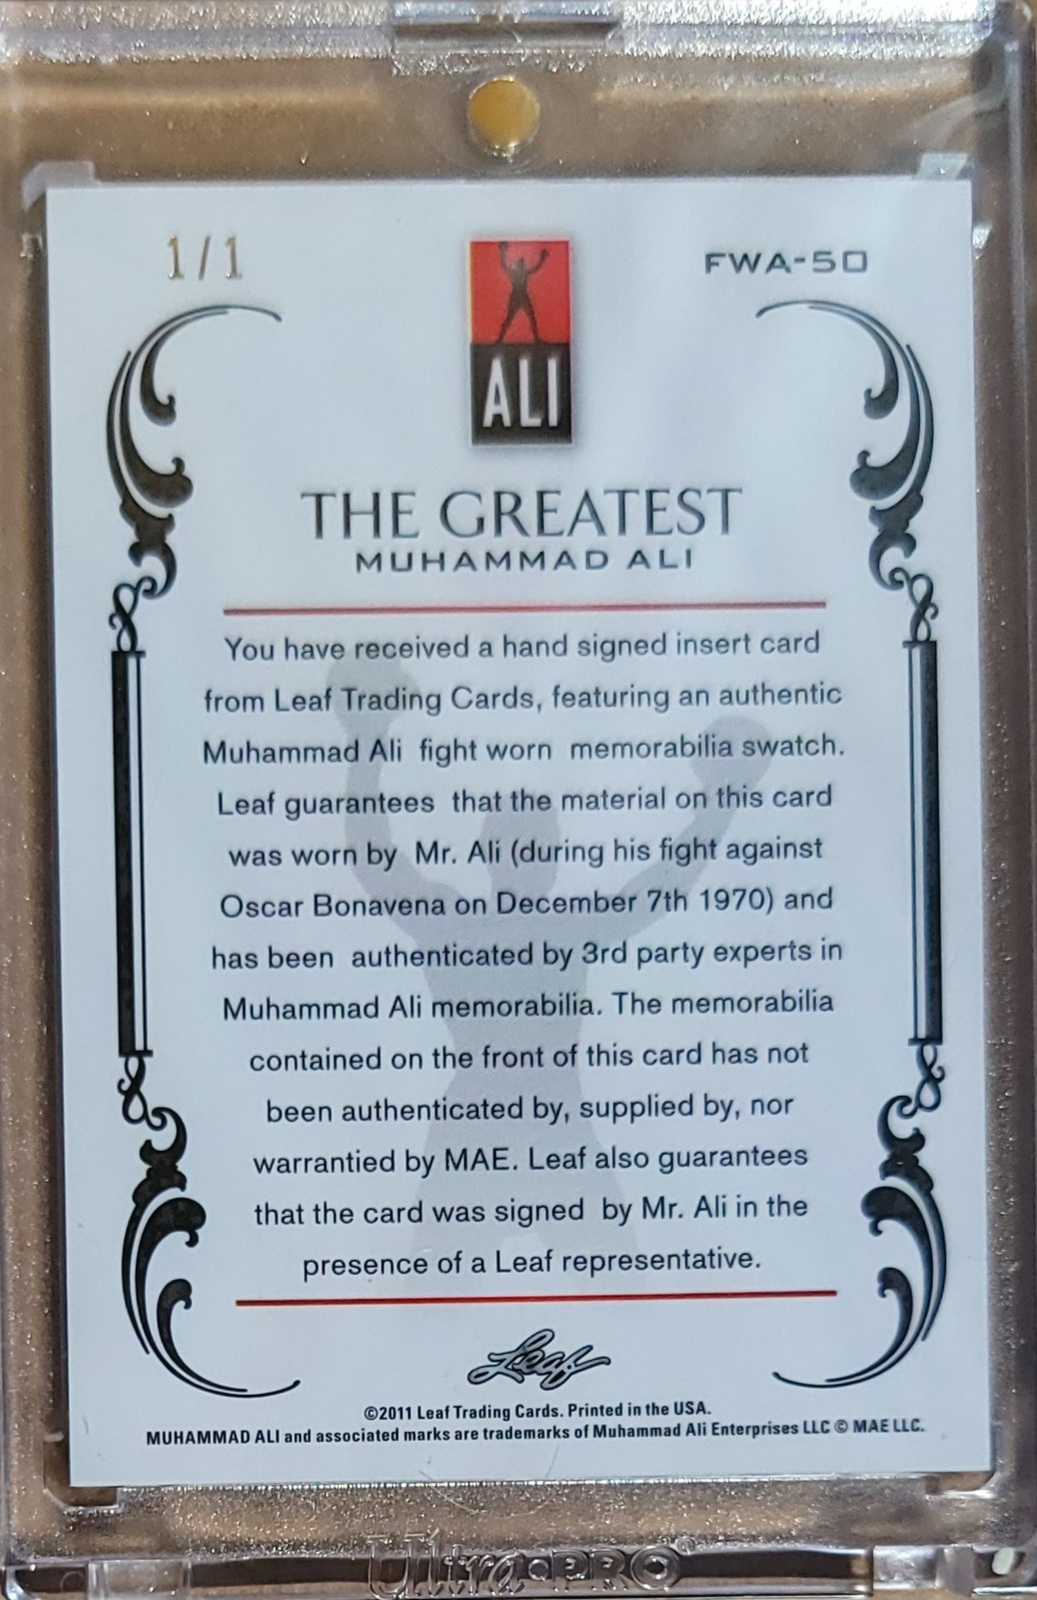 1/1
FWA-50
ALI
THE GREATEST
MUHAMMAD ALI
You have received a hand signed insert card
from Leaf Trading Cards, featuring an authentic
Muhammad Ali fight worn memorabilia swatch.
Leaf guarantees that the material on this card
was worn by Mr. Ali (during his fight against
Oscar Bonavena on December 7th 1970) and
has been authenticated by 3rd party experts in
Muhammad Ali memorabilia. The memorabilia
contained on the front of this card has not
been authenticated by, supplied by, nor
warrantied by MAE. Leaf also guarantees
that the card was signed by Mr. Ali in the
presence of a Leaf representative.
Leaf
©2011 Leaf Trading Cards. Printed in the USA.
MUHAMMAD ALI and associated marks are trademarks of Muhammad Ali Enterprises LLC © MAE LLC.
Ultra•PRO